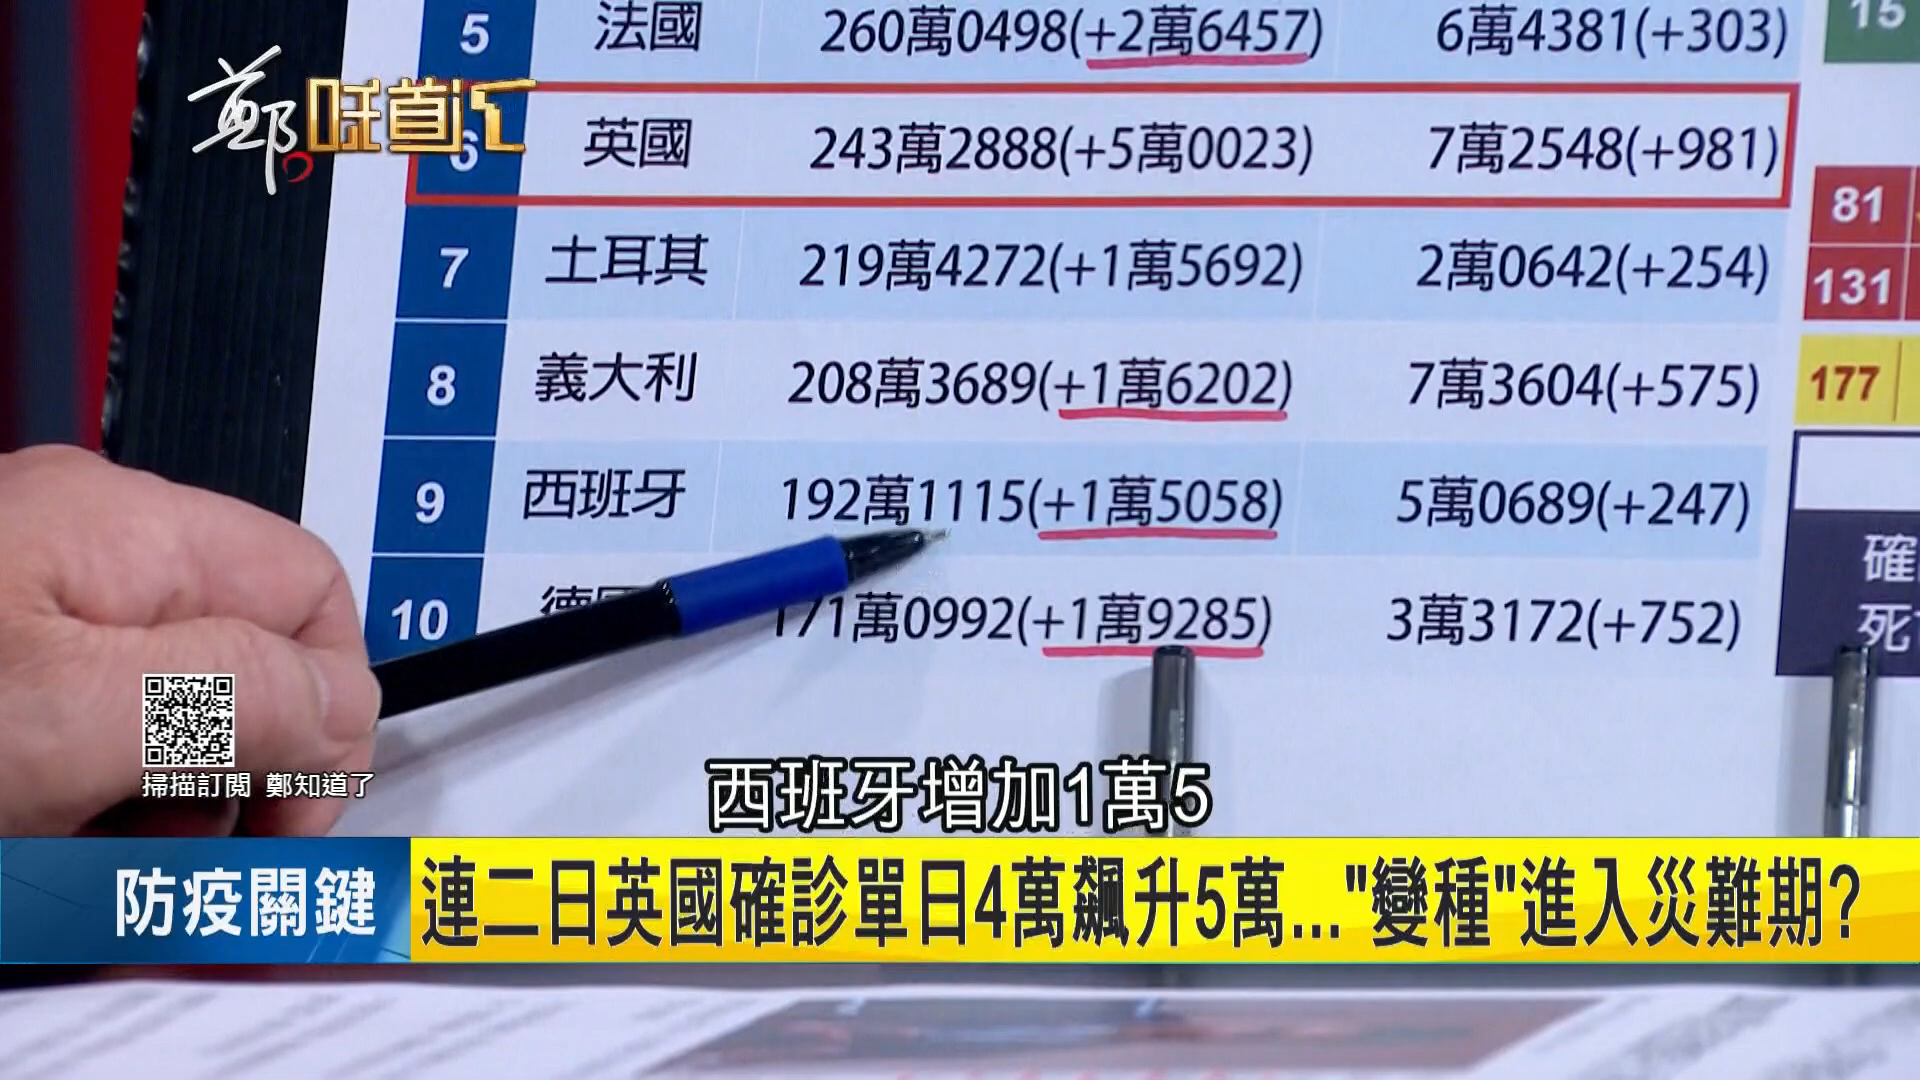 5 法國 260萬0498(+2萬6457) 6萬4381(+303) 15
鄭
6 英國 243萬2888(+5萬0023) 7萬2548(+981)
81
7 土耳其 219萬4272(+1萬5692) 2萬0642(+254)
131
8 義大利 208萬3689(+1萬6202) 7萬3604(+575) 177
9 西班牙 192萬1115(+1萬5058) 5萬0689(+247)
確
10 德 171萬0992(+1萬9285) 3萬3172(+752)
死
掃描訂閱 鄭知道了
西班牙增加1萬5
防疫關鍵
連二日英國確診單日4萬飆升5萬..."變種"進入災難期?